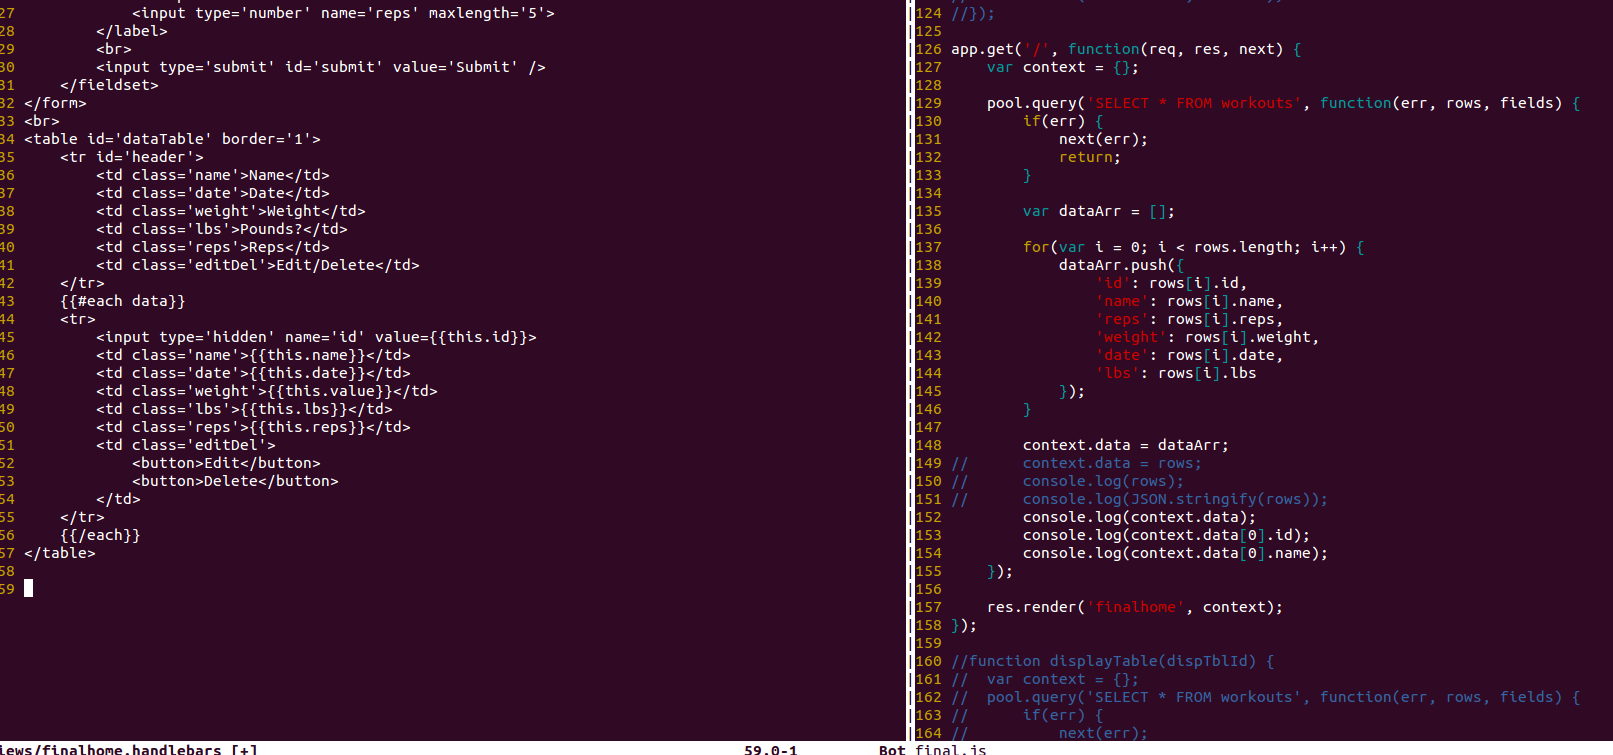 27             <input type='number' name='reps' maxlength='5'>
28         </label>
29         <br>
30         <input type='submit' id='submit' value='Submit' />
31     </fieldset>
32 </form>
33 <br>
34 <table id='dataTable' border='1'>
35     <tr id='header'>
36         <td class='name'>Name</td>
37         <td class='date'>Date</td>
38         <td class='weight'>Weight</td>
39         <td class='lbs'>Pounds?</td>
40         <td class='reps'>Reps</td>
41         <td class='editDel'>Edit/Delete</td>
42     </tr>
43     {{#each data}}
44     <tr>
45         <input type='hidden' name='id' value={{this.id}}>
46         <td class='name'>{{this.name}}</td>
47         <td class='date'>{{this.date}}</td>
48         <td class='weight'>{{this.value}}</td>
49         <td class='lbs'>{{this.lbs}}</td>
50         <td class='reps'>{{this.reps}}</td>
51         <td class='editDel'>
52             <button>Edit</button>
53             <button>Delete</button>
54         </td>
55     </tr>
56     {{/each}}
57 </table>
58
59
iews/finalhome.handlebars [+] 59,0-1 Bot
124 //});
125
126 app.get('/', function(req, res, next) {
127     var context = {};
128
129     pool.query('SELECT * FROM workouts', function(err, rows, fields) {
130         if(err) {
131             next(err);
132             return;
133         }
134
135         var dataArr = [];
136
137         for(var i = 0; i < rows.length; i++) {
138             dataArr.push({
139                 'id': rows[i].id,
140                 'name': rows[i].name,
141                 'reps': rows[i].reps,
142                 'weight': rows[i].weight,
143                 'date': rows[i].date,
144                 'lbs': rows[i].lbs
145             });
146         }
147
148         context.data = dataArr;
149 //      context.data = rows;
150 //      console.log(rows);
151 //      console.log(JSON.stringify(rows));
152         console.log(context.data);
153         console.log(context.data[0].id);
154         console.log(context.data[0].name);
155     });
156
157     res.render('finalhome', context);
158 });
159
160 //function displayTable(dispTblId) {
161 //  var context = {};
162 //  pool.query('SELECT * FROM workouts', function(err, rows, fields) {
163 //      if(err) {
164 //          next(err);
final.js